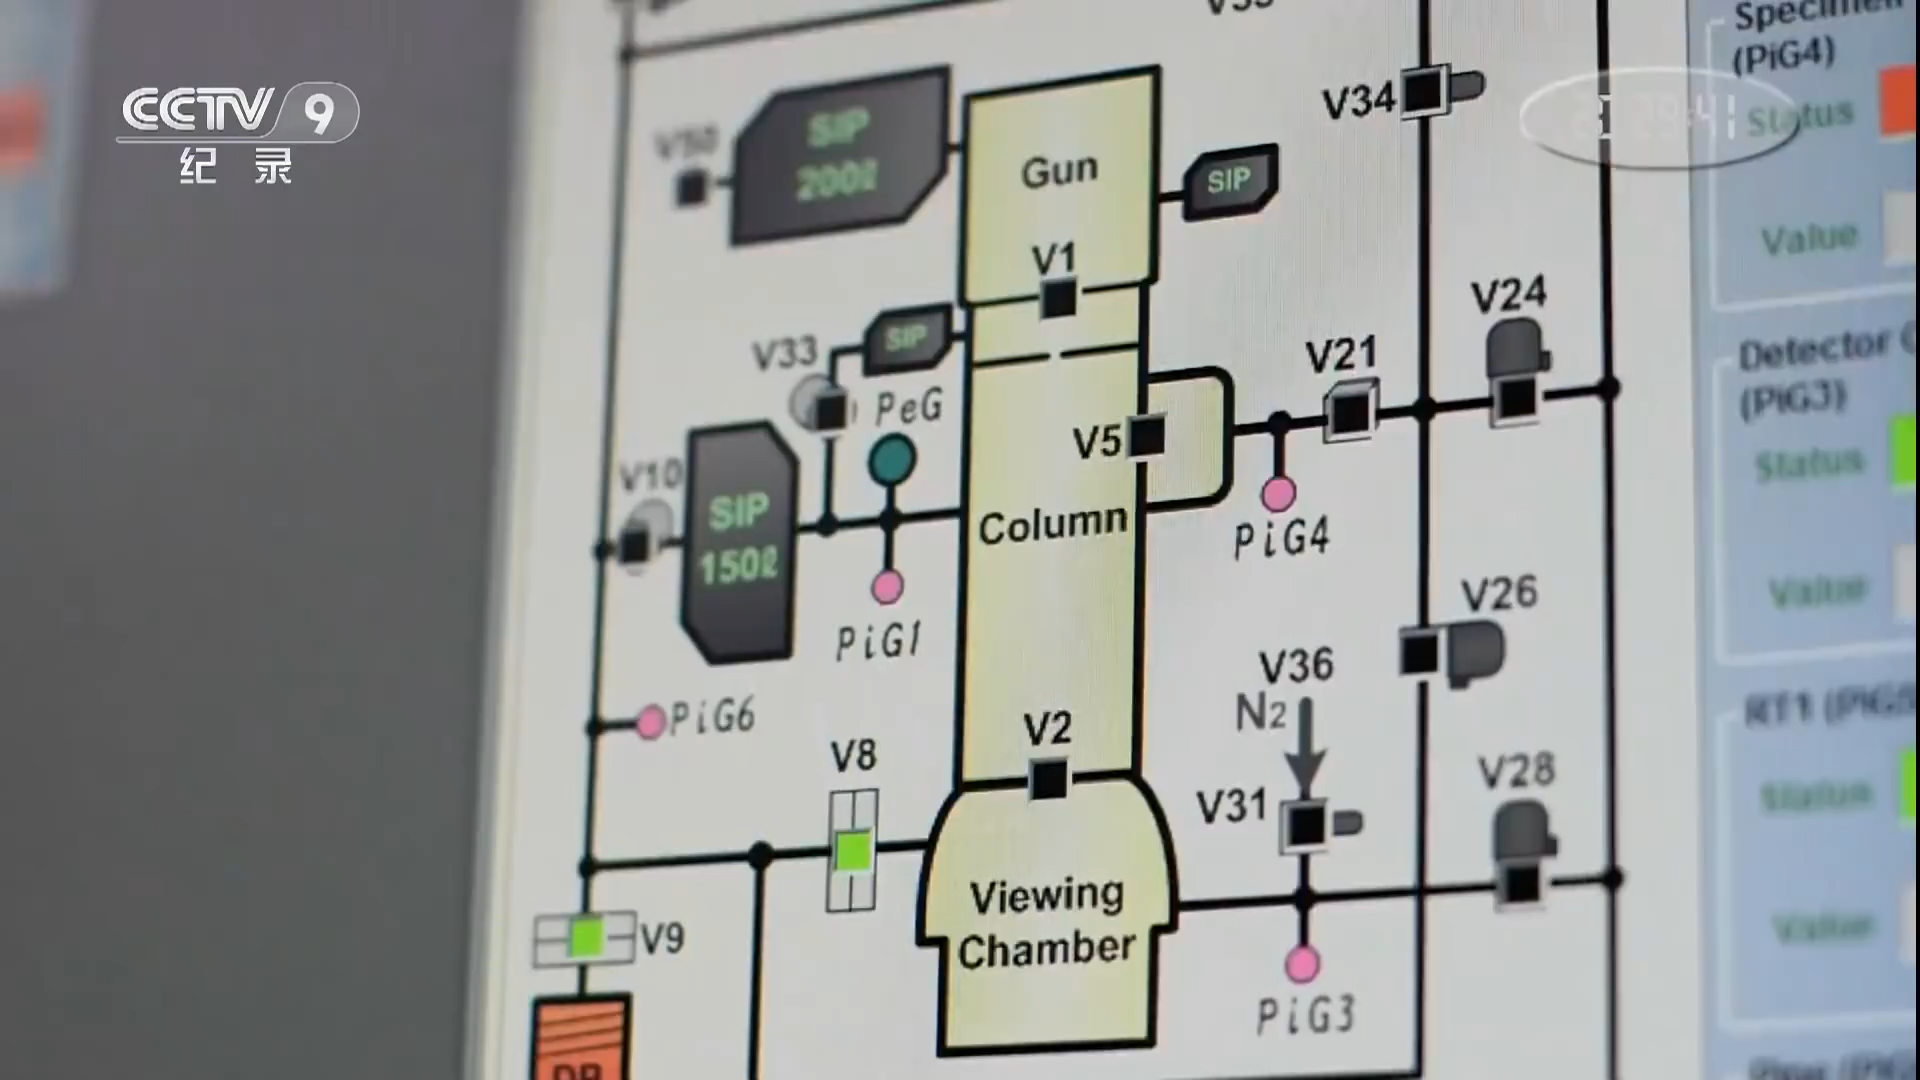 CCTV 9
纪录
V34
Specimen
(PiG4)
Status
Value
V50
SIP
200ℓ
Gun
SIP
V1
V24
V33
SIP
PeG
V21
Detector
(PiG3)
Status
Value
V5
V10
SIP
150ℓ
Column
PiG4
PiG1
V26
V36
N2
PiG6
V2
V8
V31
V28
RT1
Status
Value
Viewing
Chamber
V9
PiG3